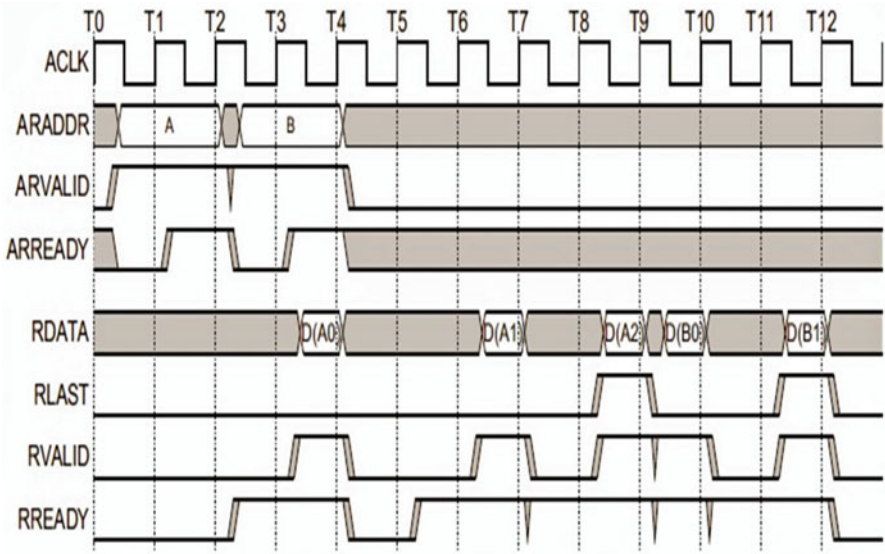 T0 T1 T2 T3 T4 T5 T6 T7 T8 T9 T10 T11 T12
ACLK
ARADDR A B
ARVALID
ARREADY
RDATA D(A0) D(A1) D(A2) D(B0) D(B1)
RLAST
RVALID
RREADY